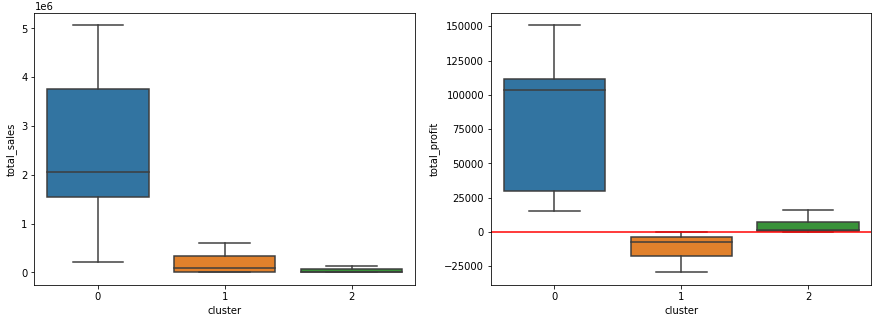 1e6
5
4
3
2
1
0
total_sales
0 1 2
cluster
150000
125000
100000
75000
50000
25000
0
−25000
total_profit
0 1 2
cluster